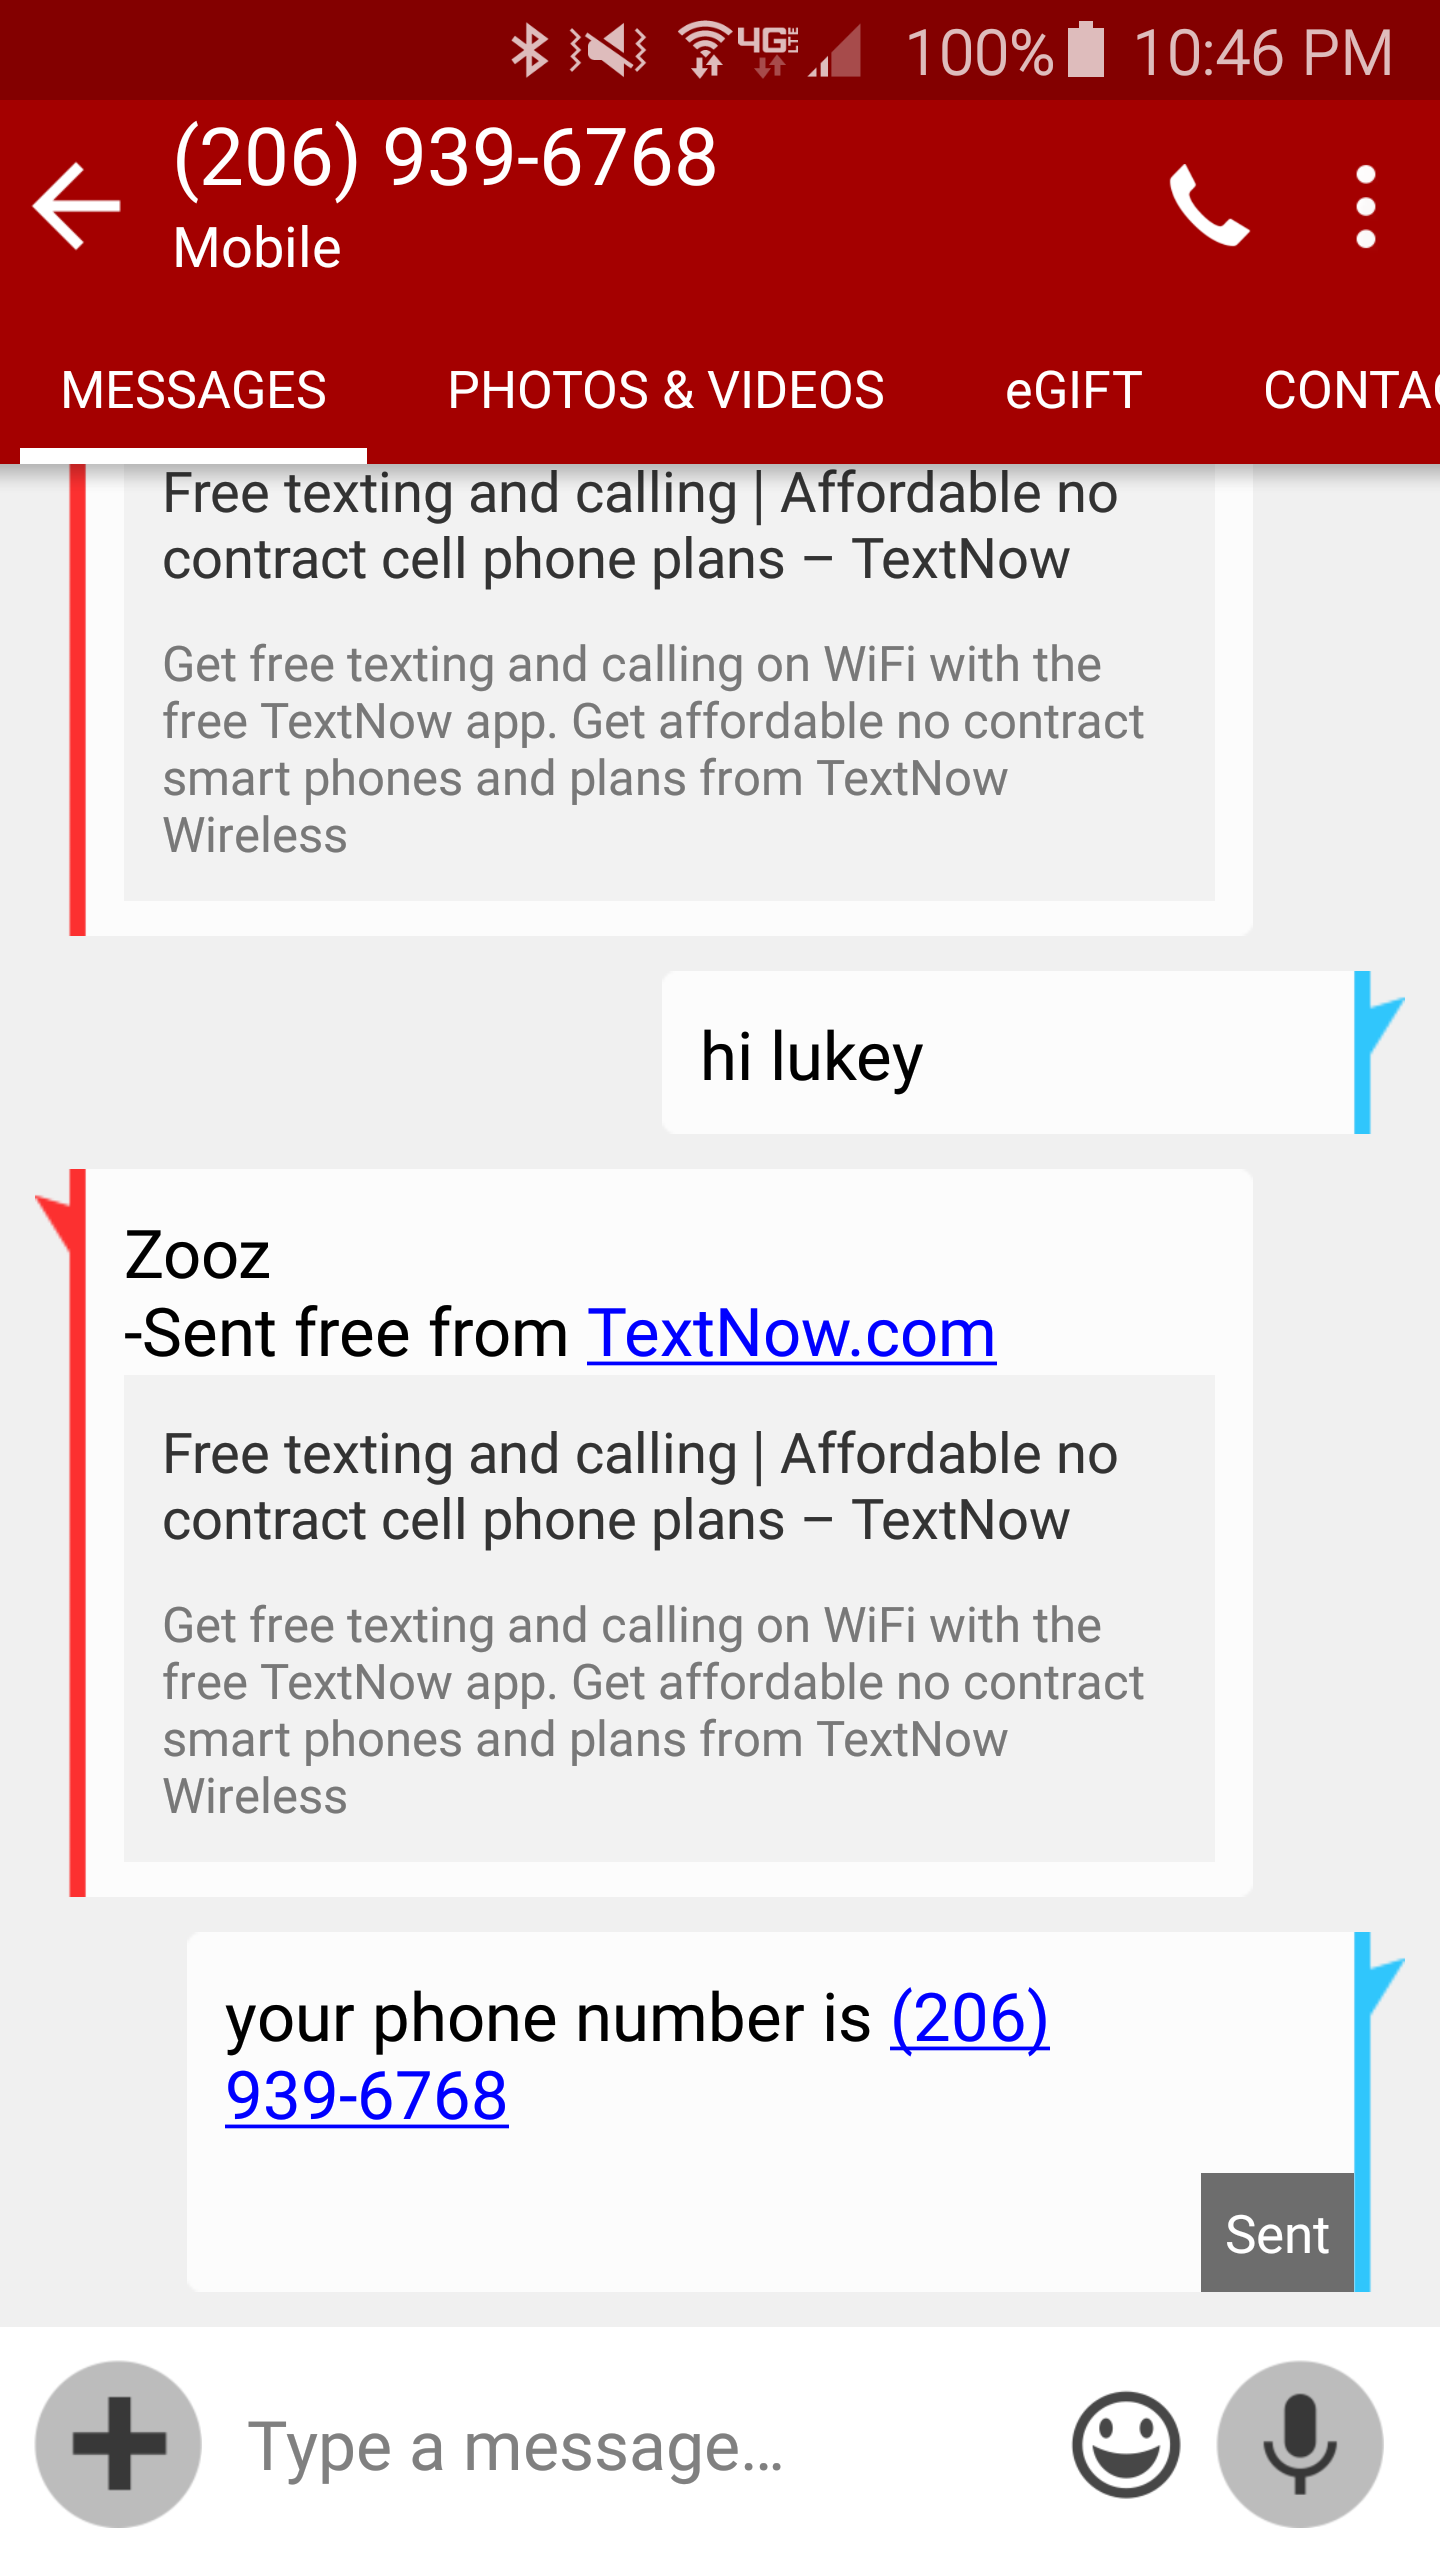 4G LTE 100% 10:46 PM
(206) 939-6768
Mobile
MESSAGES PHOTOS & VIDEOS eGIFT CONTAC
Free texting and calling | Affordable no
contract cell phone plans – TextNow
Get free texting and calling on WiFi with the
free TextNow app. Get affordable no contract
smart phones and plans from TextNow
Wireless
hi lukey
Zooz
-Sent free from TextNow.com
Free texting and calling | Affordable no
contract cell phone plans – TextNow
Get free texting and calling on WiFi with the
free TextNow app. Get affordable no contract
smart phones and plans from TextNow
Wireless
your phone number is (206)
939-6768
Sent
Type a message...